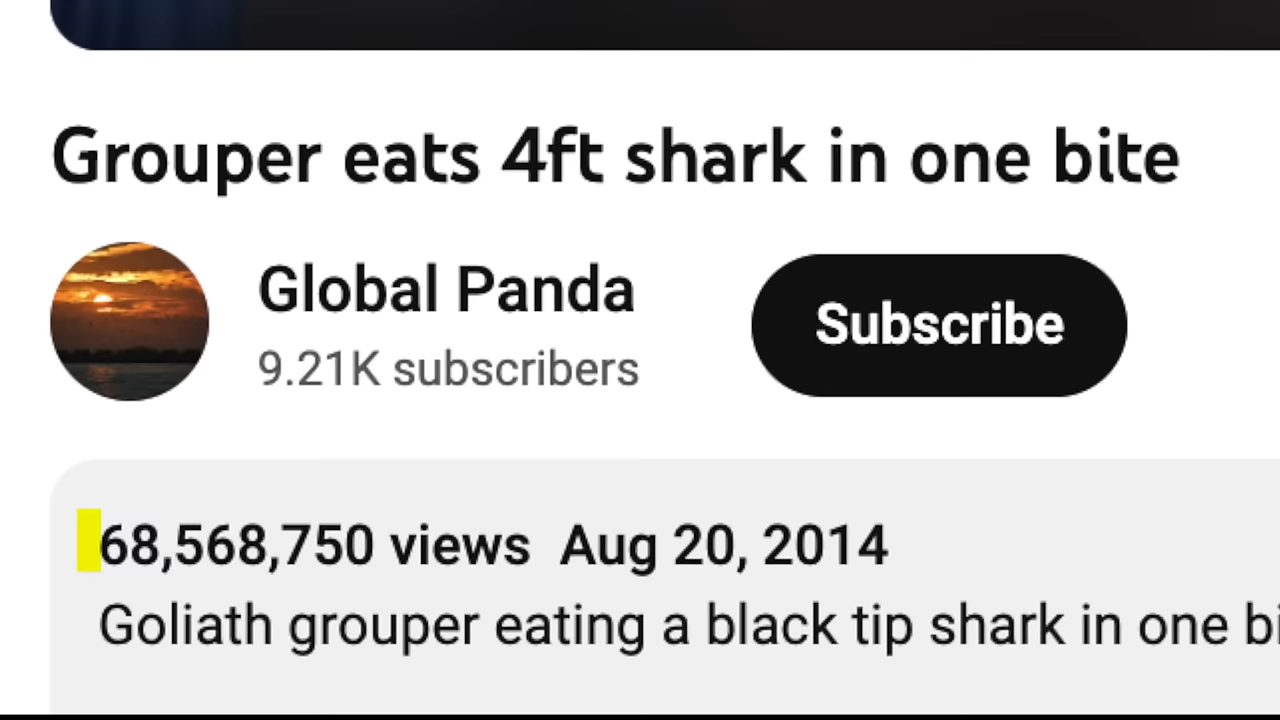 Grouper eats 4ft shark in one bite
Global Panda
Subscribe
9.21K subscribers
68,568,750 views Aug 20, 2014
Goliath grouper eating a black tip shark in one